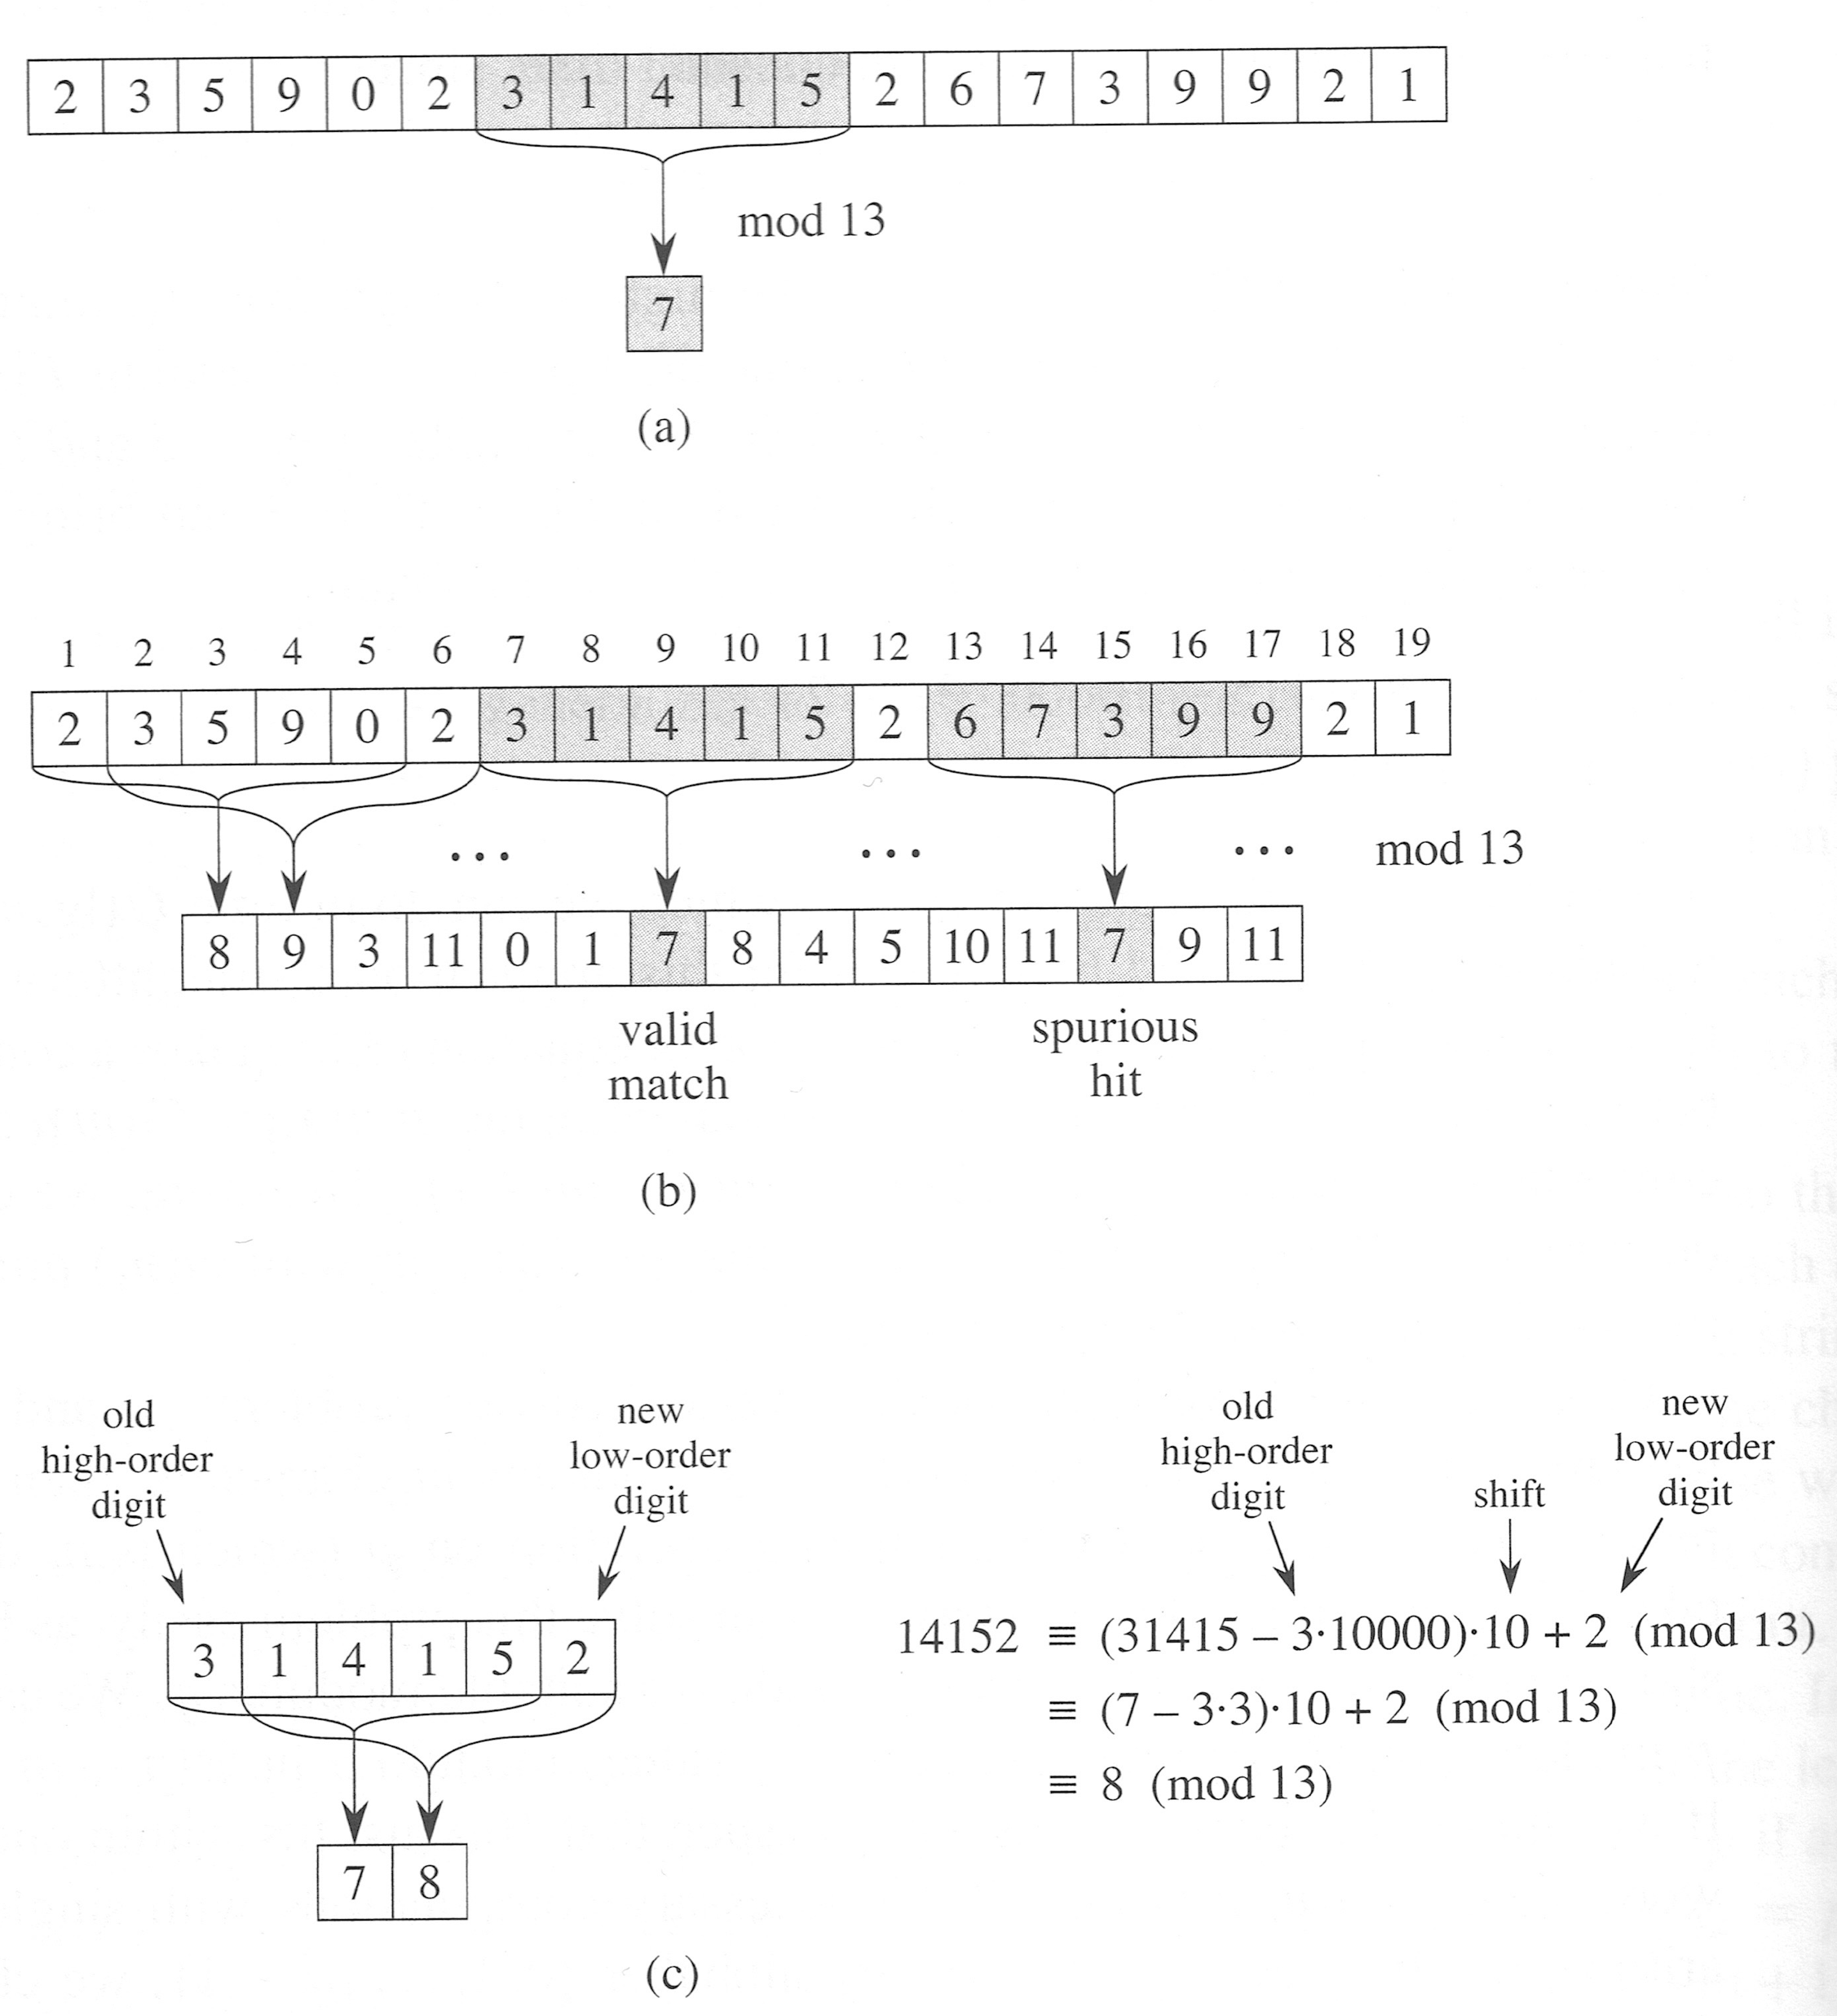 2 3 5 9 0 2 3 1 4 1 5 2 6 7 3 9 9 2 1
mod 13
7
(a)
1 2 3 4 5 6 7 8 9 10 11 12 13 14 15 16 17 18 19
2 3 5 9 0 2 3 1 4 1 5 2 6 7 3 9 9 2 1
... ... ... mod 13
8 9 3 11 0 1 7 8 4 5 10 11 7 9 11
valid
match
spurious
hit
(b)
old
high-order
digit
new
low-order
digit
3 1 4 1 5 2
7 8
old
high-order
digit
shift
new
low-order
digit
14152 ≡ (31415 – 3·10000)·10 + 2 (mod 13)
≡ (7 – 3·3)·10 + 2 (mod 13)
≡ 8 (mod 13)
(c)